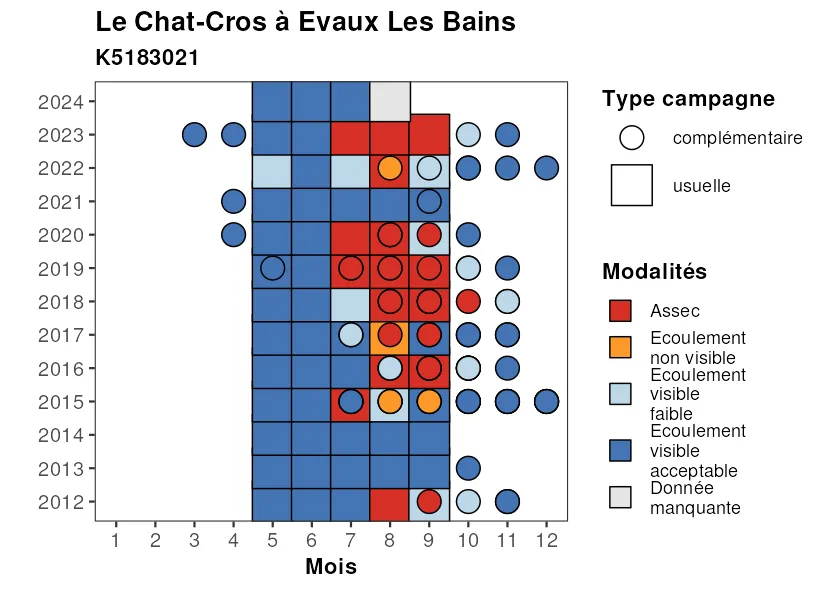 Le Chat-Cros à Evaux Les Bains
K5183021
2024
2023
2022
2021
2020
2019
2018
2017
2016
2015
2014
2013
2012
1 2 3 4 5 6 7 8 9 10 11 12
Mois
Type campagne
complémentaire
usuelle
Modalités
Assec
Ecoulement
non visible
Ecoulement
visible
faible
Ecoulement
visible
acceptable
Donnée
manquante